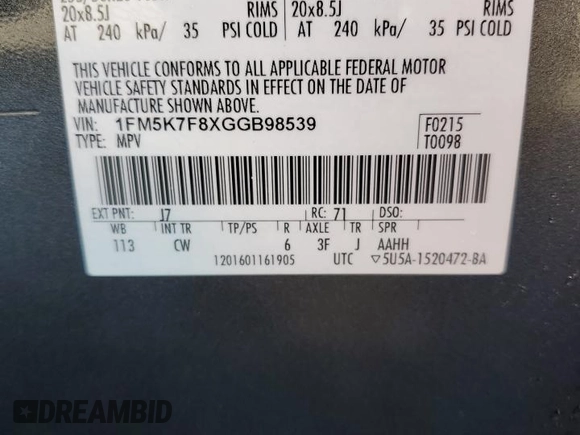 20x8.5J RIMS 20x8.5J RIMS
AT 240 kPa/ 35 PSI COLD AT 240 kPa/ 35 PSI COLD
THIS VEHICLE CONFORMS TO ALL APPLICABLE FEDERAL MOTOR
VEHICLE SAFETY STANDARDS IN EFFECT ON THE DATE OF
MANUFACTURE SHOWN ABOVE.
VIN: 1FM5K7F8XGGB98539 F0215
TYPE: MPV T0098
EXT PNT: J7 RC: 71 DSO:
WB INT TR TP/PS R AXLE TR SPR
113 CW 6 3F J AAHH
1201601161905 UTC ▽5U5A-1520472-BA
DREAMBID